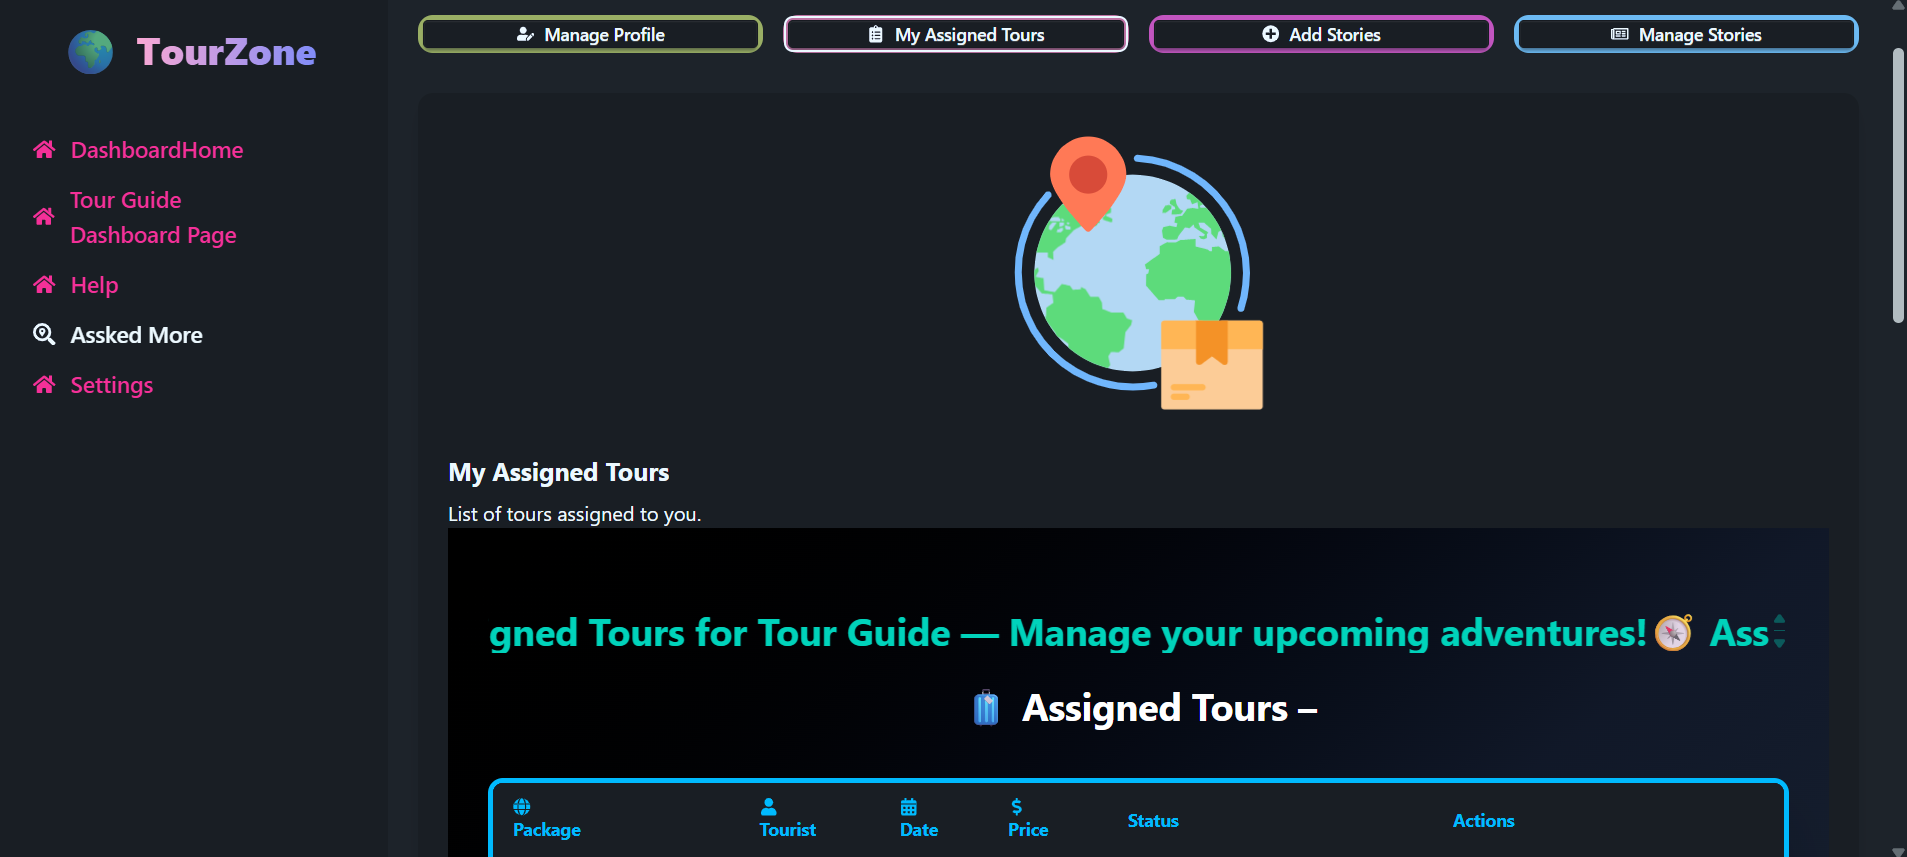 TourZone
DashboardHome
Tour Guide
Dashboard Page
Help
Assked More
Settings
Manage Profile
My Assigned Tours
Add Stories
Manage Stories
My Assigned Tours
List of tours assigned to you.
gned Tours for Tour Guide — Manage your upcoming adventures! Ass
Assigned Tours –
Package
Tourist
Date
Price
Status
Actions